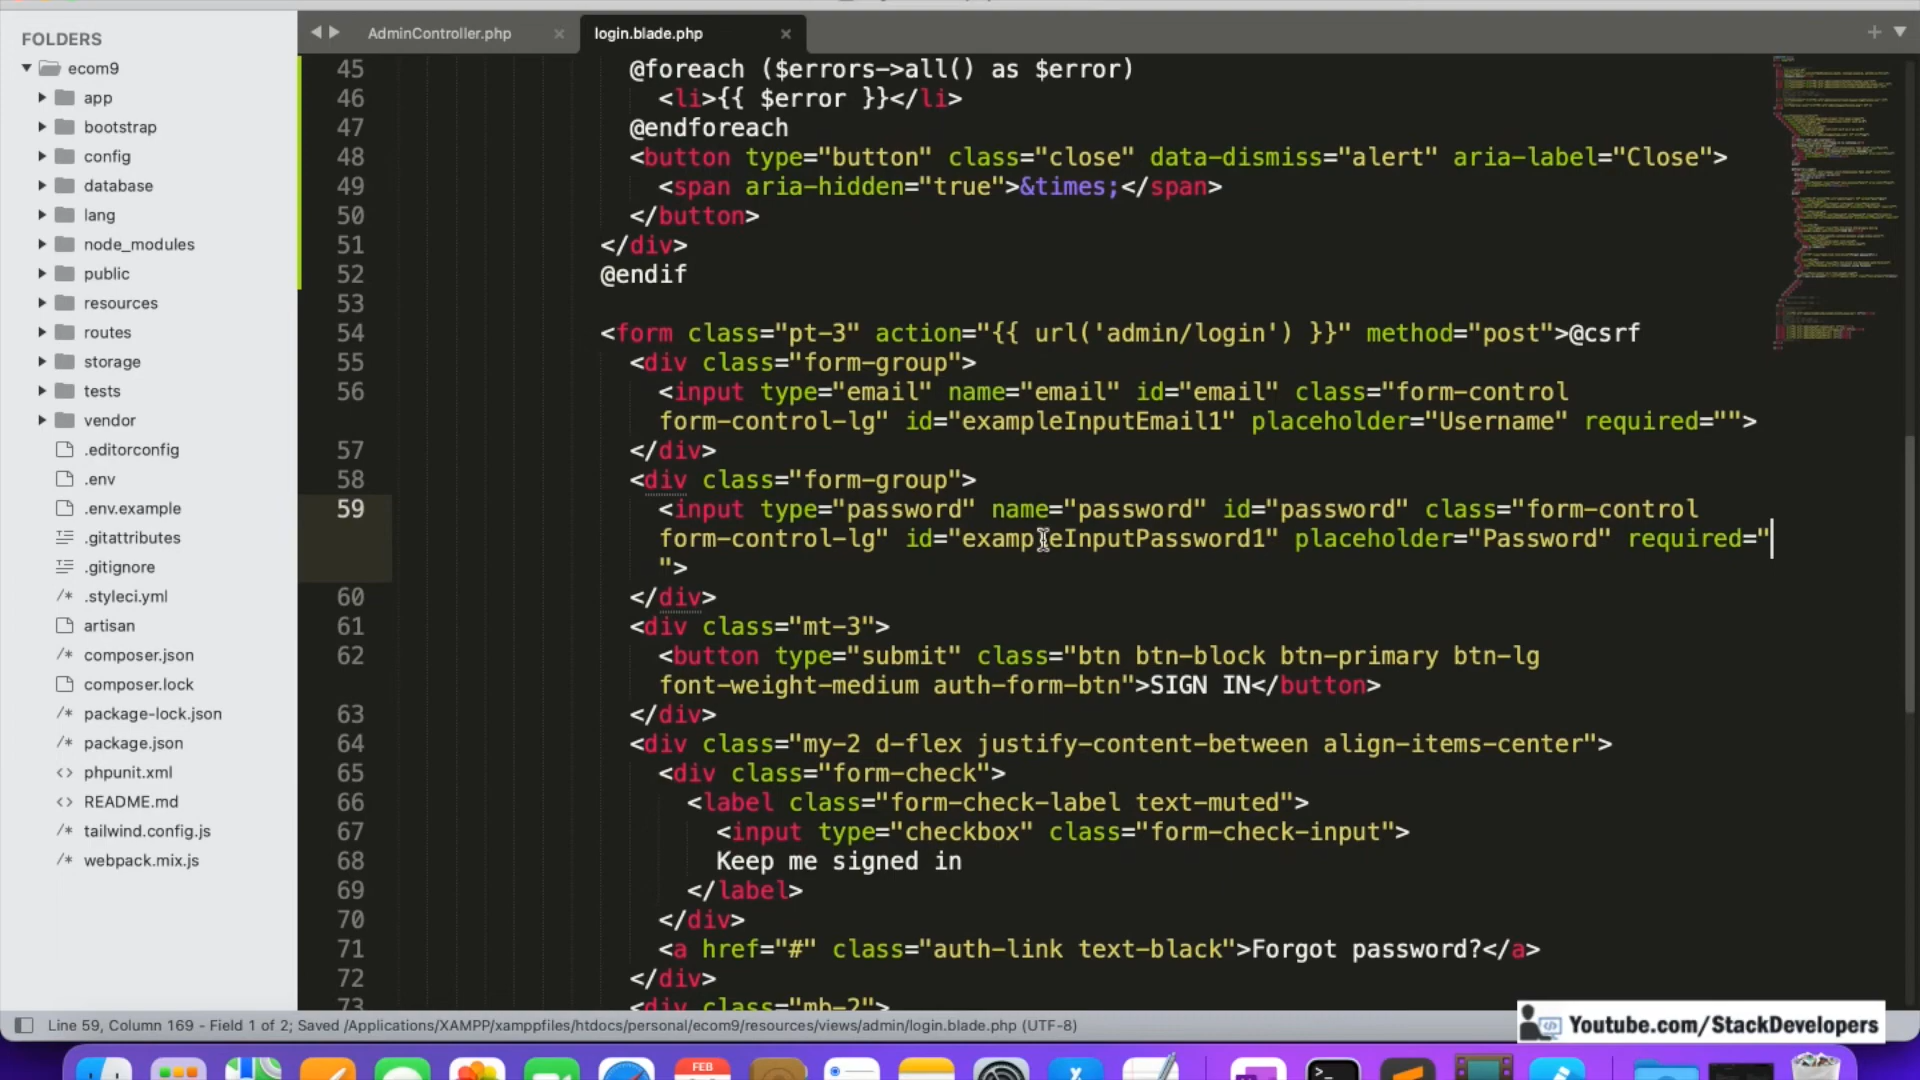 FOLDERS
ecom9
app
bootstrap
config
database
lang
node_modules
public
resources
routes
storage
tests
vendor
.editorconfig
.env
.env.example
.gitattributes
.gitignore
/* .styleci.yml
artisan
/* composer.json
composer.lock
/* package-lock.json
/* package.json
<> phpunit.xml
<> README.md
/* tailwind.config.js
/* webpack.mix.js
AdminController.php ×
login.blade.php ×
45 @foreach ($errors->all() as $error)
46 <li>{{ $error }}</li>
47 @endforeach
48 <button type="button" class="close" data-dismiss="alert" aria-label="Close">
49 <span aria-hidden="true">&times;</span>
50 </button>
51 </div>
52 @endif
53
54 <form class="pt-3" action="{{ url('admin/login') }}" method="post">@csrf
55 <div class="form-group">
56 <input type="email" name="email" id="email" class="form-control
form-control-lg" id="exampleInputEmail1" placeholder="Username" required="">
57 </div>
58 <div class="form-group">
59 <input type="password" name="password" id="password" class="form-control
form-control-lg" id="exampleInputPassword1" placeholder="Password" required="
">
60 </div>
61 <div class="mt-3">
62 <button type="submit" class="btn btn-block btn-primary btn-lg
font-weight-medium auth-form-btn">SIGN IN</button>
63 </div>
64 <div class="my-2 d-flex justify-content-between align-items-center">
65 <div class="form-check">
66 <label class="form-check-label text-muted">
67 <input type="checkbox" class="form-check-input">
68 Keep me signed in
69 </label>
70 </div>
71 <a href="#" class="auth-link text-black">Forgot password?</a>
72 </div>
73 <div class="mb-2">
Line 59, Column 169 - Field 1 of 2; Saved /Applications/XAMPP/xamppfiles/htdocs/personal/ecom9/resources/views/admin/login.blade.php (UTF-8)
Youtube.com/StackDevelopers
FEB